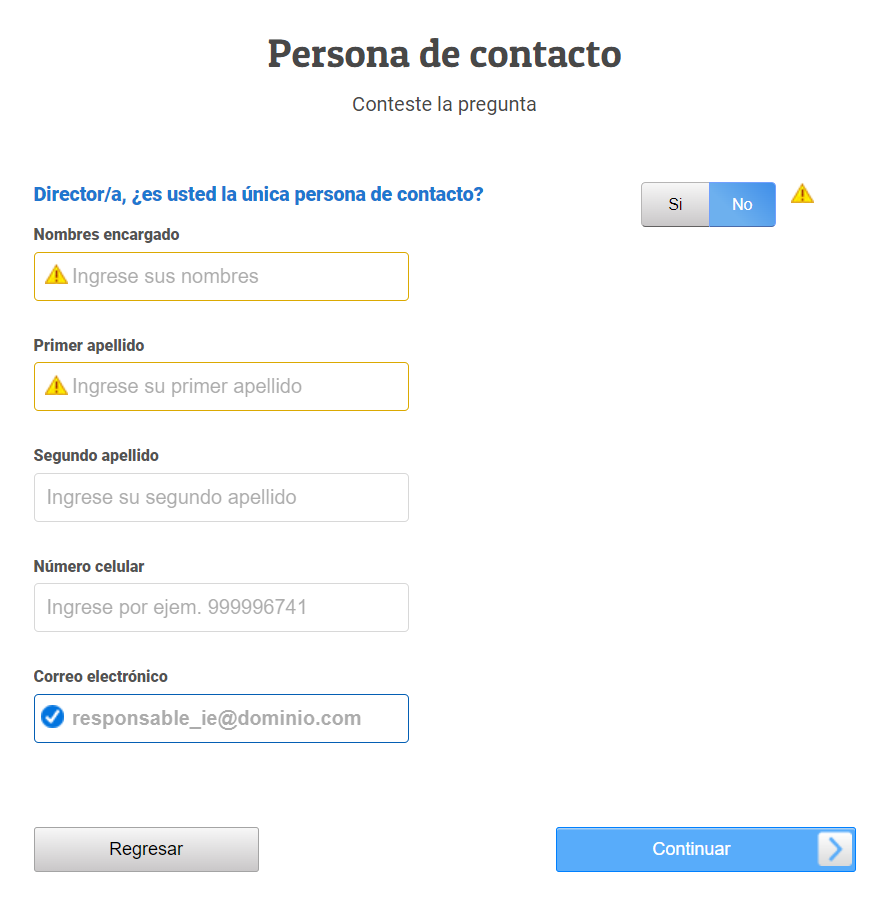 Persona de contacto
Conteste la pregunta
Director/a, ¿es usted la única persona de contacto?
Si
No
Nombres encargado
Ingrese sus nombres
Primer apellido
Ingrese su primer apellido
Segundo apellido
Ingrese su segundo apellido
Número celular
Ingrese por ejem. 999996741
Correo electrónico
responsable_ie@dominio.com
Regresar
Continuar